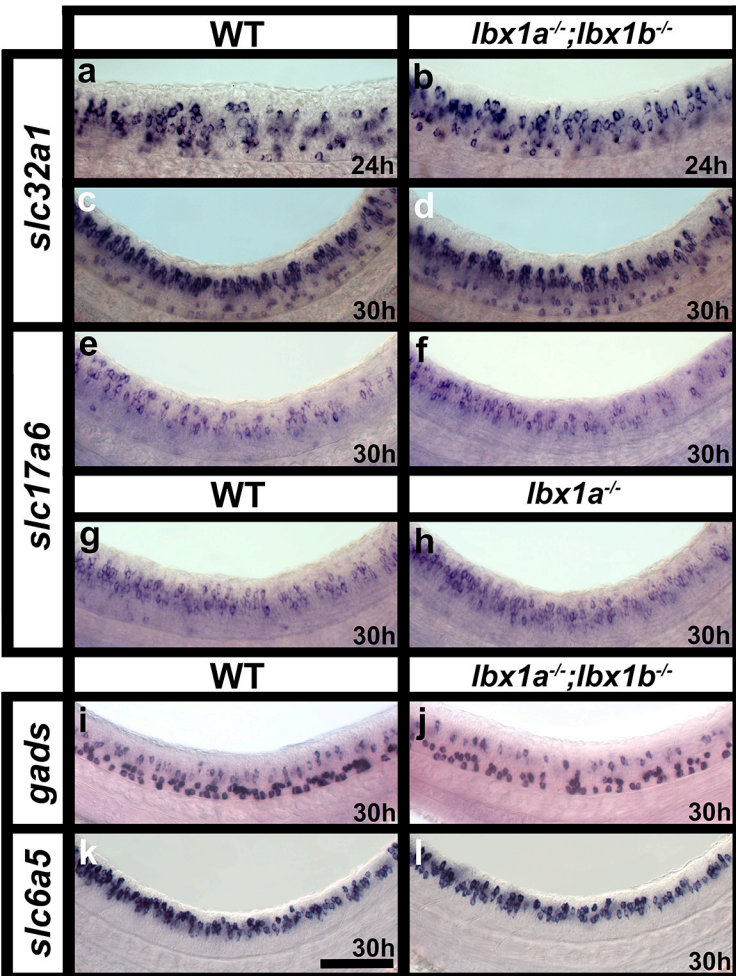 WT lbx1a-/-;lbx1b-/-
slc32a1
a b
24h 24h
c d
30h 30h
slc17a6
e f
30h 30h
WT lbx1a-/-
g h
30h 30h
WT lbx1a-/-;lbx1b-/-
gads
i j
30h 30h
slc6a5
k l
30h 30h